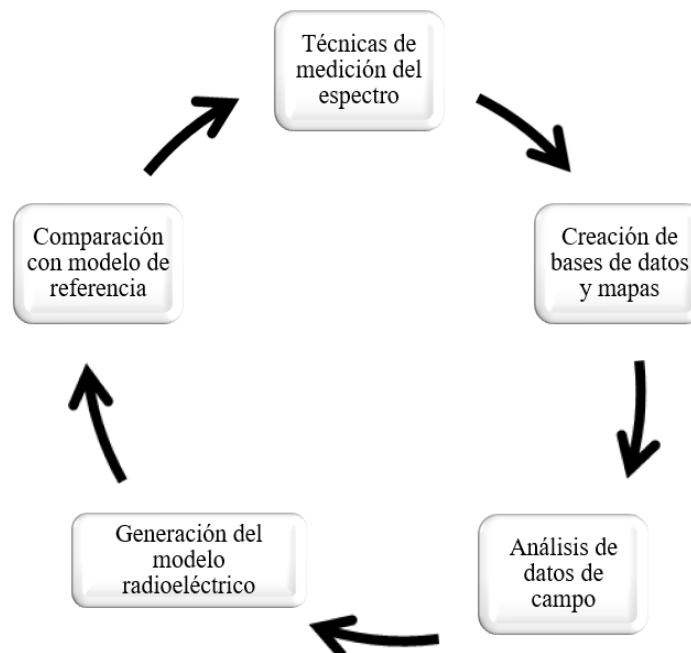 Técnicas de
medición del
espectro
Creación de
bases de datos
y mapas
Análisis de
datos de
campo
Generación del
modelo
radioeléctrico
Comparación
con modelo de
referencia